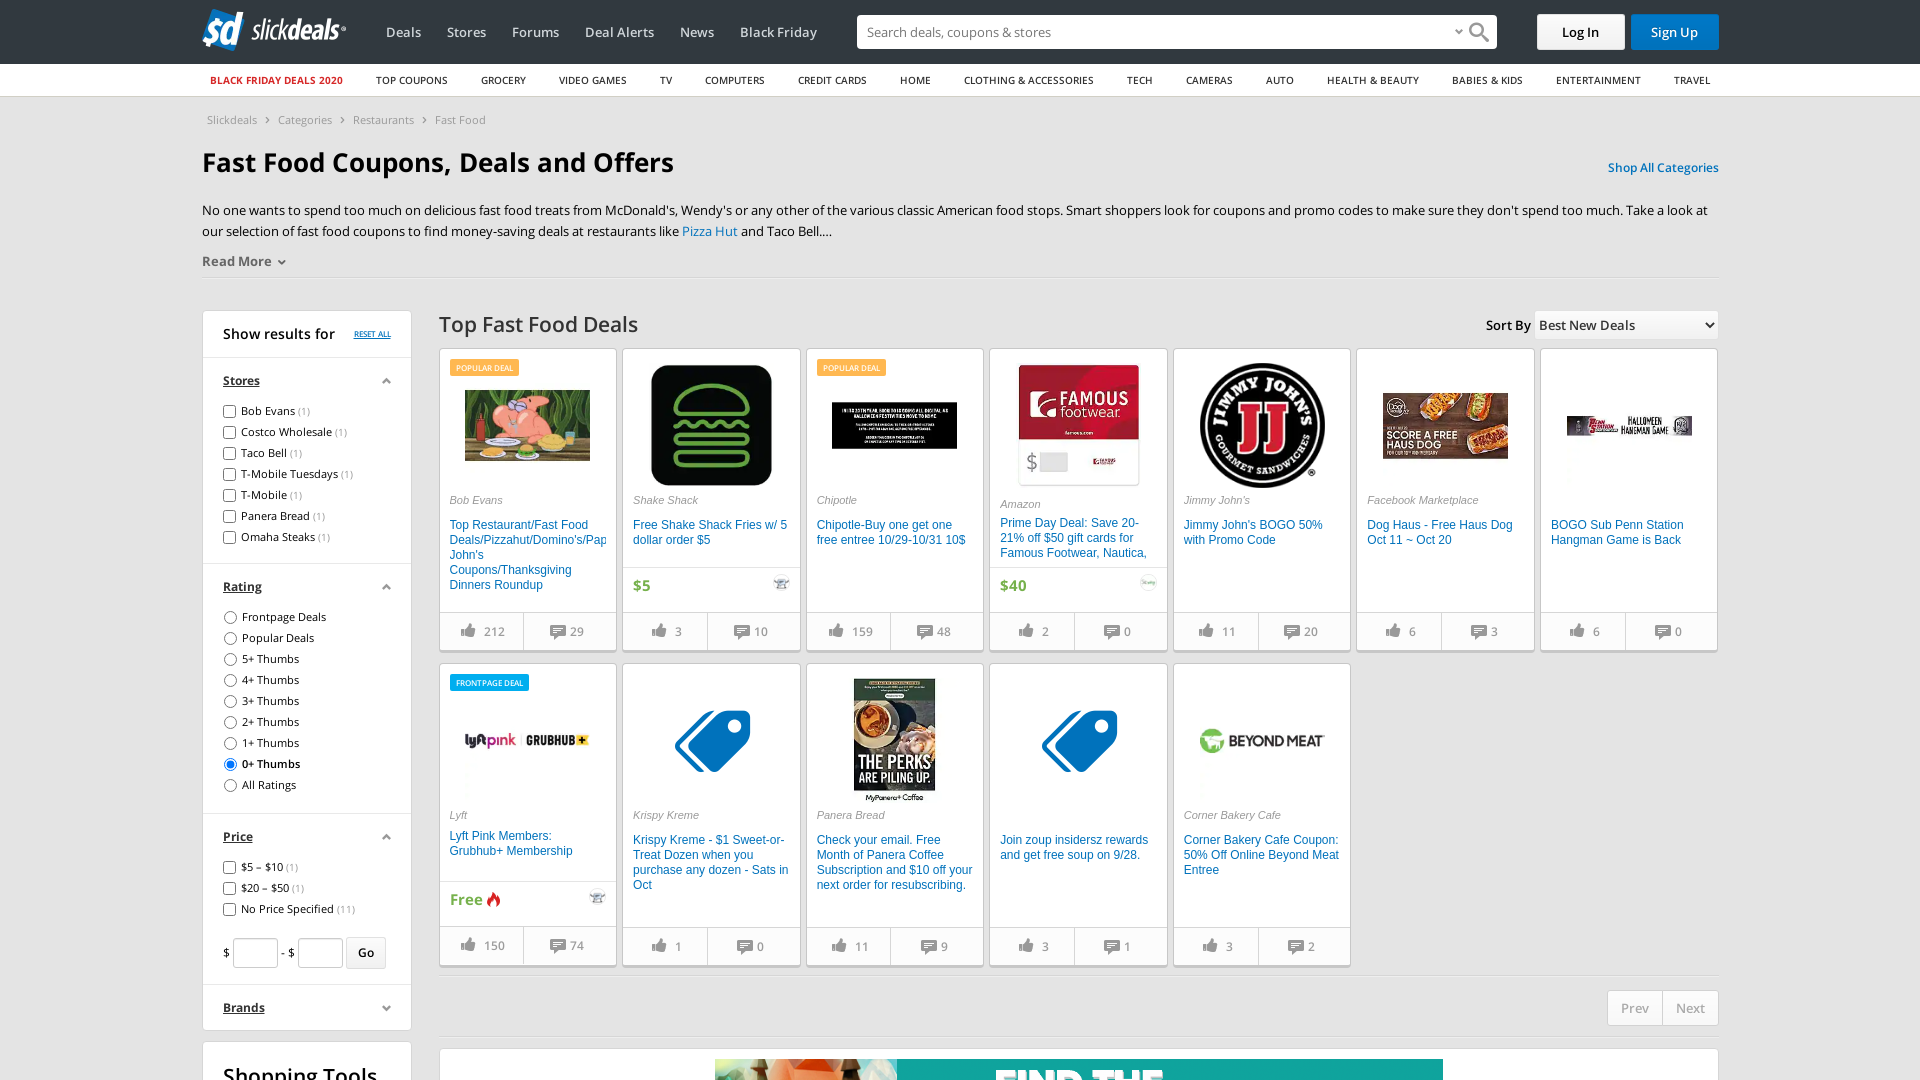 sd slickdeals
Deals
Stores
Forums
Deal Alerts
News
Black Friday
Search deals, coupons & stores
Log In
Sign Up
BLACK FRIDAY DEALS 2020
TOP COUPONS
GROCERY
VIDEO GAMES
TV
COMPUTERS
CREDIT CARDS
HOME
CLOTHING & ACCESSORIES
TECH
CAMERAS
AUTO
HEALTH & BEAUTY
BABIES & KIDS
ENTERTAINMENT
TRAVEL
Slickdeals > Categories > Restaurants > Fast Food
Fast Food Coupons, Deals and Offers
Shop All Categories
No one wants to spend too much on delicious fast food treats from McDonald's, Wendy's or any other of the various classic American food stops. Smart shoppers look for coupons and promo codes to make sure they don't spend too much. Take a look at
our selection of fast food coupons to find money-saving deals at restaurants like Pizza Hut and Taco Bell....
Read More
Show results for
RESET ALL
Stores
Bob Evans (1)
Costco Wholesale (1)
Taco Bell (1)
T-Mobile Tuesdays (1)
T-Mobile (1)
Panera Bread (1)
Omaha Steaks (1)
Rating
Frontpage Deals
Popular Deals
5+ Thumbs
4+ Thumbs
3+ Thumbs
2+ Thumbs
1+ Thumbs
0+ Thumbs
All Ratings
Price
$5 – $10 (1)
$20 – $50 (1)
No Price Specified (11)
$ - $ Go
Brands
Shopping Tools
Top Fast Food Deals
Sort By Best New Deals
POPULAR DEAL
Bob Evans
Top Restaurant/Fast Food
Deals/Pizzahut/Domino's/Pap
John's
Coupons/Thanksgiving
Dinners Roundup
212
29
Shake Shack
Free Shake Shack Fries w/ 5
dollar order $5
$5
3
10
POPULAR DEAL
Chipotle
Chipotle-Buy one get one
free entree 10/29-10/31 10$
159
48
FAMOUS
footwear.
famous.com
$
Amazon
Prime Day Deal: Save 20-
21% off $50 gift cards for
Famous Footwear, Nautica,
$40
2
0
JIMMY JOHN'S
JJ
GOURMET SANDWICHES
Jimmy John's
Jimmy John's BOGO 50%
with Promo Code
11
20
SCORE A FREE
HAUS DOG
Facebook Marketplace
Dog Haus - Free Haus Dog
Oct 11 ~ Oct 20
6
3
HALLOWEEN
HANGMAN GAME
BOGO Sub Penn Station
Hangman Game is Back
6
0
FRONTPAGE DEAL
lyft pink GRUBHUB+
Lyft
Lyft Pink Members:
Grubhub+ Membership
Free
150
74
Krispy Kreme
Krispy Kreme - $1 Sweet-or-
Treat Dozen when you
purchase any dozen - Sats in
Oct
1
0
THE PERKS
ARE PILING UP.
MyPanera+ Coffee
Panera Bread
Check your email. Free
Month of Panera Coffee
Subscription and $10 off your
next order for resubscribing.
11
9
Join zoup insidersz rewards
and get free soup on 9/28.
3
1
BEYOND MEAT
Corner Bakery Cafe
Corner Bakery Cafe Coupon:
50% Off Online Beyond Meat
Entree
3
2
Prev
Next
FIND THE